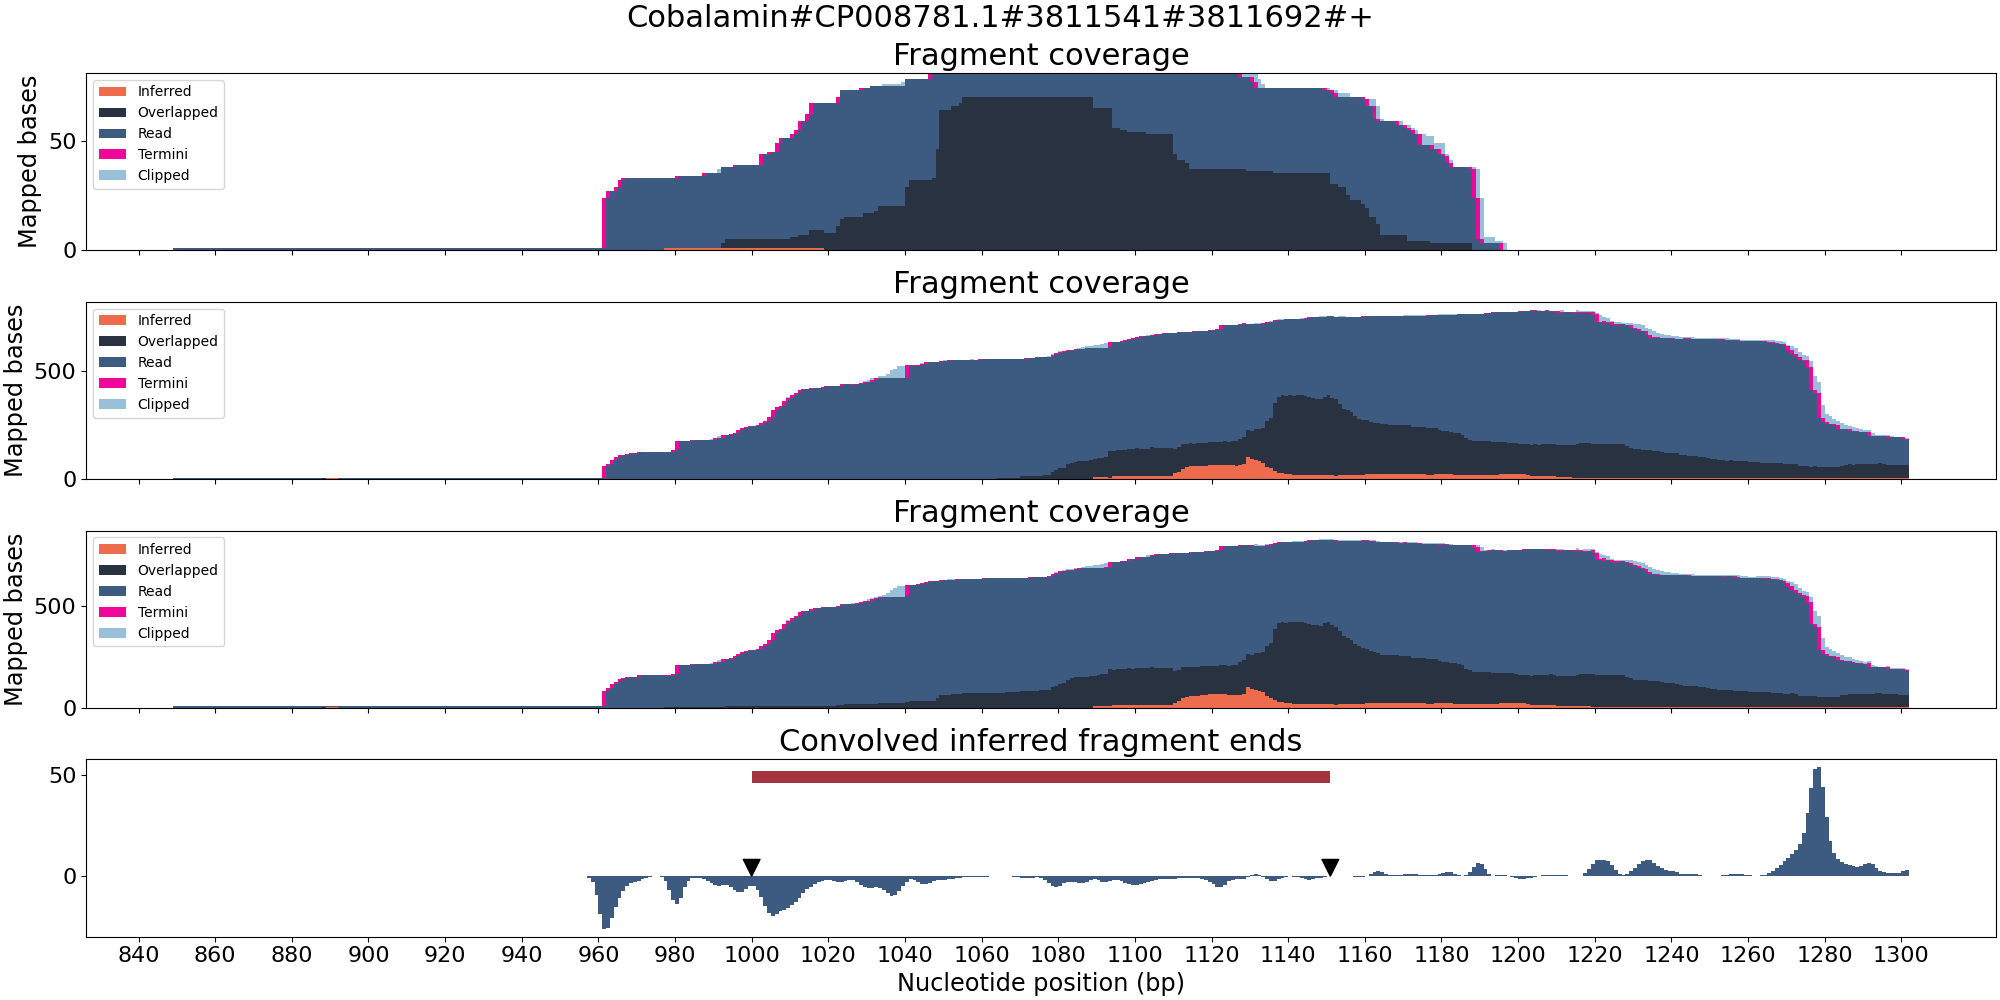 Cobalamin#CP008781.1#3811541#3811692#+
Fragment coverage
Mapped bases
50
0
Inferred
Overlapped
Read
Termini
Clipped
Fragment coverage
Mapped bases
500
0
Inferred
Overlapped
Read
Termini
Clipped
Fragment coverage
Mapped bases
500
0
Inferred
Overlapped
Read
Termini
Clipped
Convolved inferred fragment ends
50
0
840 860 880 900 920 940 960 980 1000 1020 1040 1060 1080 1100 1120 1140 1160 1180 1200 1220 1240 1260 1280 1300
Nucleotide position (bp)